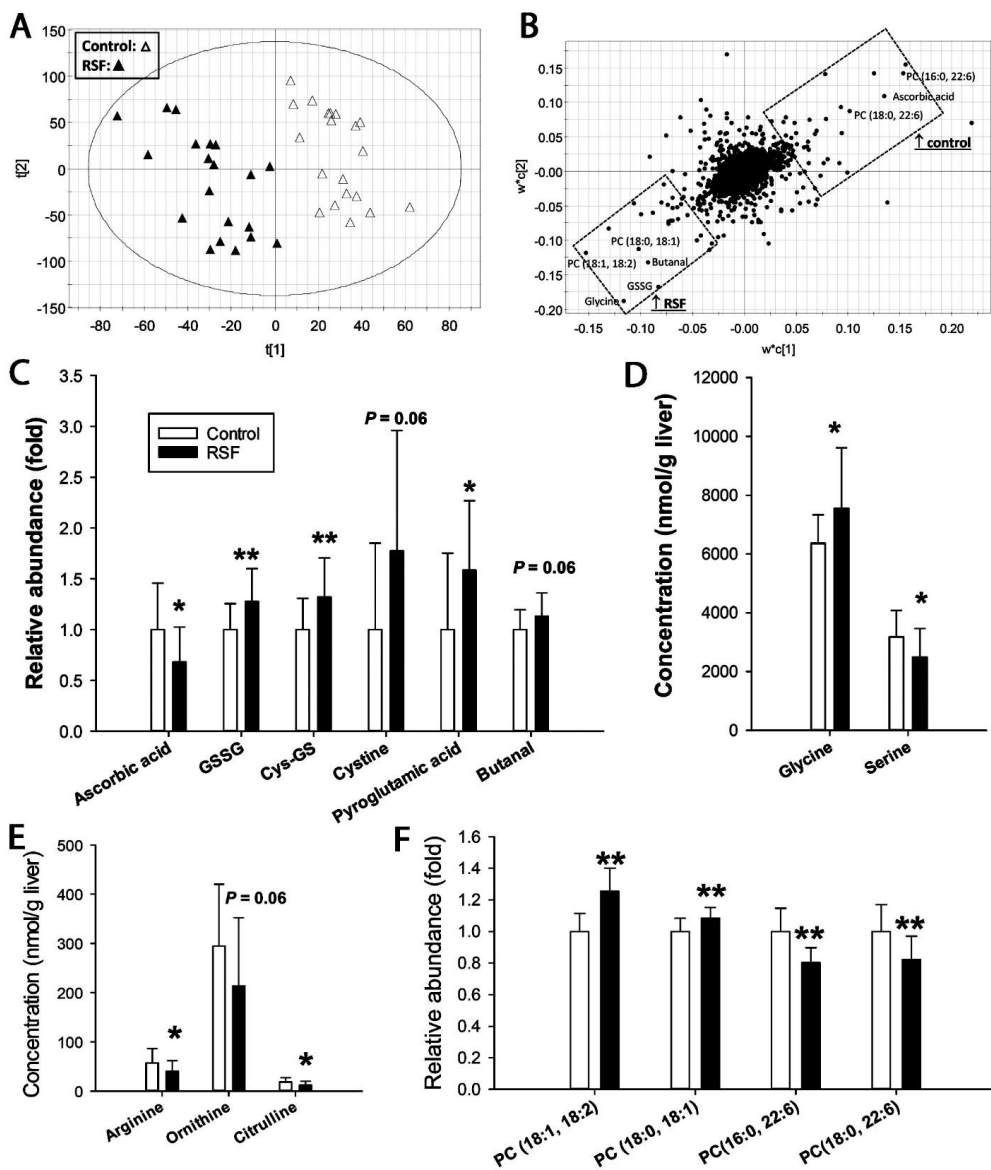 A
Control: △
RSF: ▲
150
100
50
0
-50
-100
-150
t[2]
-80 -60 -40 -20 0 20 40 60 80
t[1]
B
0.15
0.10
0.05
-0.00
-0.05
-0.10
-0.15
-0.20
w*c[2]
PC (16:0, 22:6)
Ascorbic acid
PC (18:0, 22:6)
↑ control
PC (18:0, 18:1)
PC (18:1, 18:2)
Butanal
GSSG
Glycine
↑ RSF
-0.15 -0.10 -0.05 -0.00 0.05 0.10 0.15 0.20
w*c[1]
C
3.5
3.0
2.5
2.0
1.5
1.0
0.5
0.0
Relative abundance (fold)
Control
RSF
P = 0.06
*
**
**
*
P = 0.06
Ascorbic acid
GSSG
Cys-GS
Cystine
Pyroglutamic acid
Butanal
D
12000
10000
8000
6000
4000
2000
0
Concentration (nmol/g liver)
*
*
Glycine
Serine
E
500
400
300
200
100
0
Concentration (nmol/g liver)
P = 0.06
*
*
Arginine
Ornithine
Citrulline
F
1.6
1.4
1.2
1.0
0.8
0.6
0.4
0.2
0.0
Relative abundance (fold)
**
**
**
**
PC (18:1, 18:2)
PC (18:0, 18:1)
PC(16:0, 22:6)
PC(18:0, 22:6)